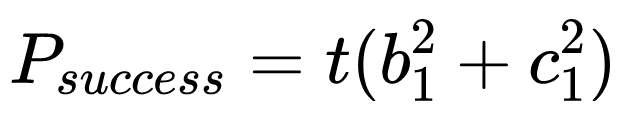 $P_{success} = t(b_1^2 + c_1^2)$